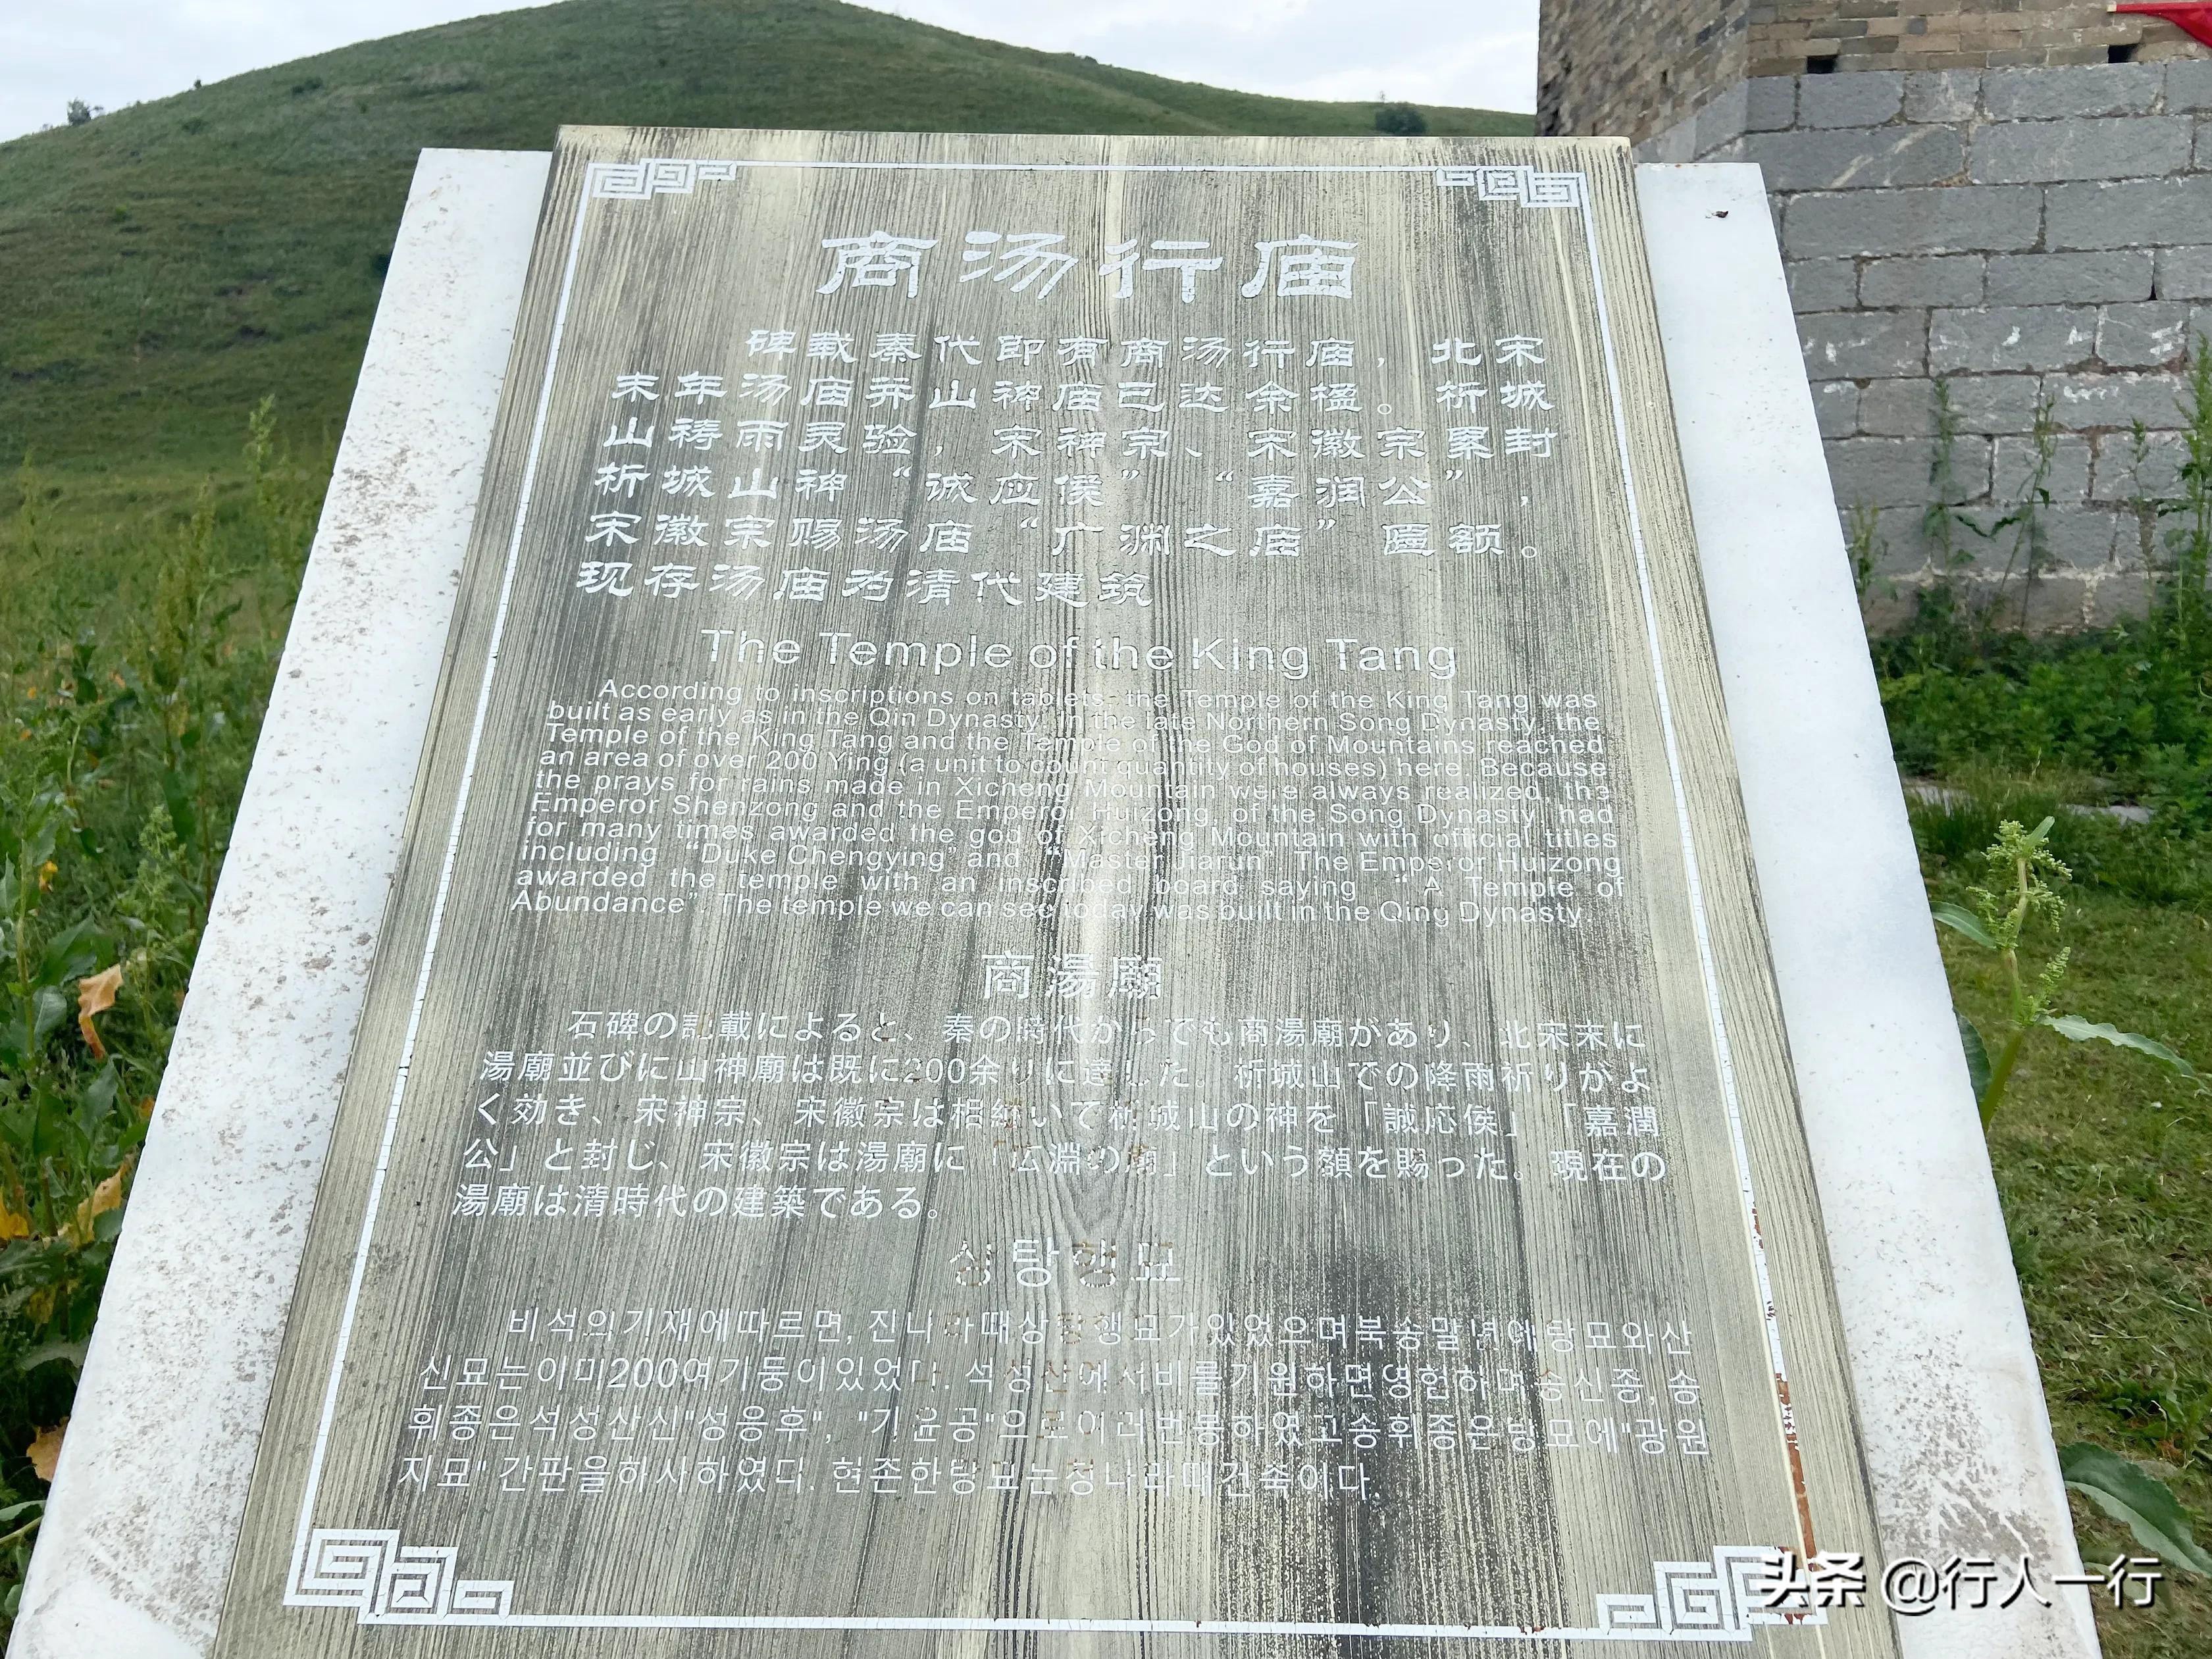 商汤行庙
碑载秦代即有商汤行庙，北宋
末年汤庙并山神庙已达余楹。析城
山祷雨灵验，宋神宗、宋徽宗累封
析城山神“诚应侯”“嘉润公”，
宋徽宗赐汤庙“广渊之庙”匾额。
现存汤庙为清代建筑
The Temple of the King Tang
According to inscriptions on tablets, the Temple of the King Tang was
built as early as in the Qin Dynasty. In the late Northern Song Dynasty, the
Temple of the King Tang and the Temple of the God of Mountains reached
an area of over 200 Ying (a unit to count quantity of houses) here. Because
the prays for rains made in Xicheng Mountain were always realized, the
Emperor Shenzong and the Emperor Huizong, of the Song Dynasty, had
for many times awarded the god of Xicheng Mountain with official titles
including “Duke Chengying” and “Master Jiarun”. The Emperor Huizong
awarded the temple with an inscribed board saying “A Temple of
Abundance”. The temple we can see today was built in the Qing Dynasty.
商湯廟
石碑の記載によると、秦の時代かつても商湯廟があり、北宋末に
湯廟並びに山神廟は既に200余りに達した。析城山での降雨祈りがよ
く効き、宋神宗、宋徽宗は相続いて析城山の神を「誠応侯」「嘉潤
公」と封じ、宋徽宗は湯廟に「広淵の廟」という額を賜った。現在の
湯廟は清時代の建築である。
상탕행묘
비석의기재에따르면, 진나라때상탕행묘가있었으며북송말년에탕묘와산
신묘는이미200여기둥이있었다. 석성산에서비를기원하면영험하며송신종, 송
휘종은석성산신"성응후", "가윤공"으로여러번봉하였고송휘종은탕묘에"광원
지묘" 간판을하사하였다. 현존한탕묘는청나라때건축이다.
头条 @行人一行